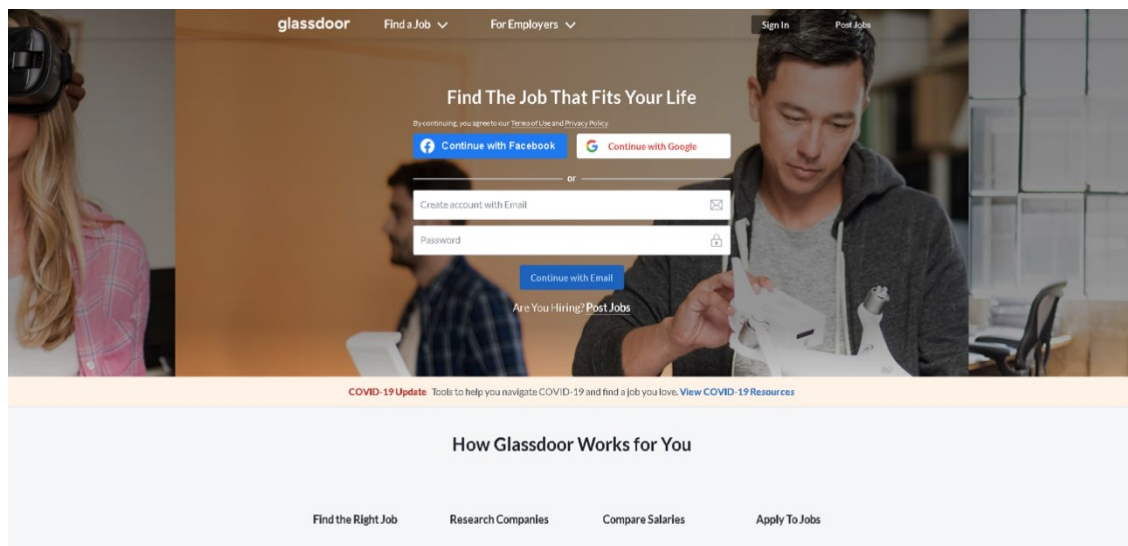 glassdoor Find a Job For Employers Sign In Post Jobs
Find The Job That Fits Your Life
By continuing, you agree to our Terms of Use and Privacy Policy.
Continue with Facebook Continue with Google
or
Create account with Email
Password
Continue with Email
Are You Hiring? Post Jobs
COVID-19 Update Tools to help you navigate COVID-19 and find a job you love. View COVID-19 Resources
How Glassdoor Works for You
Find the Right Job Research Companies Compare Salaries Apply To Jobs